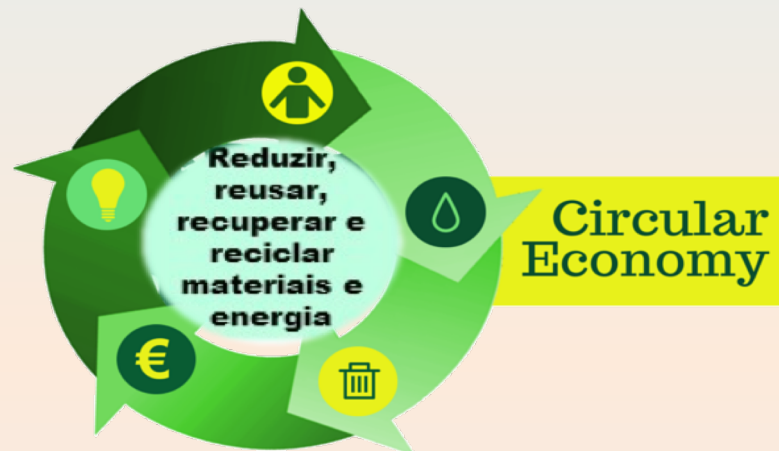 Reduzir,
reusar,
recuperar e
reciclar
materiais e
energia
Circular
Economy
€